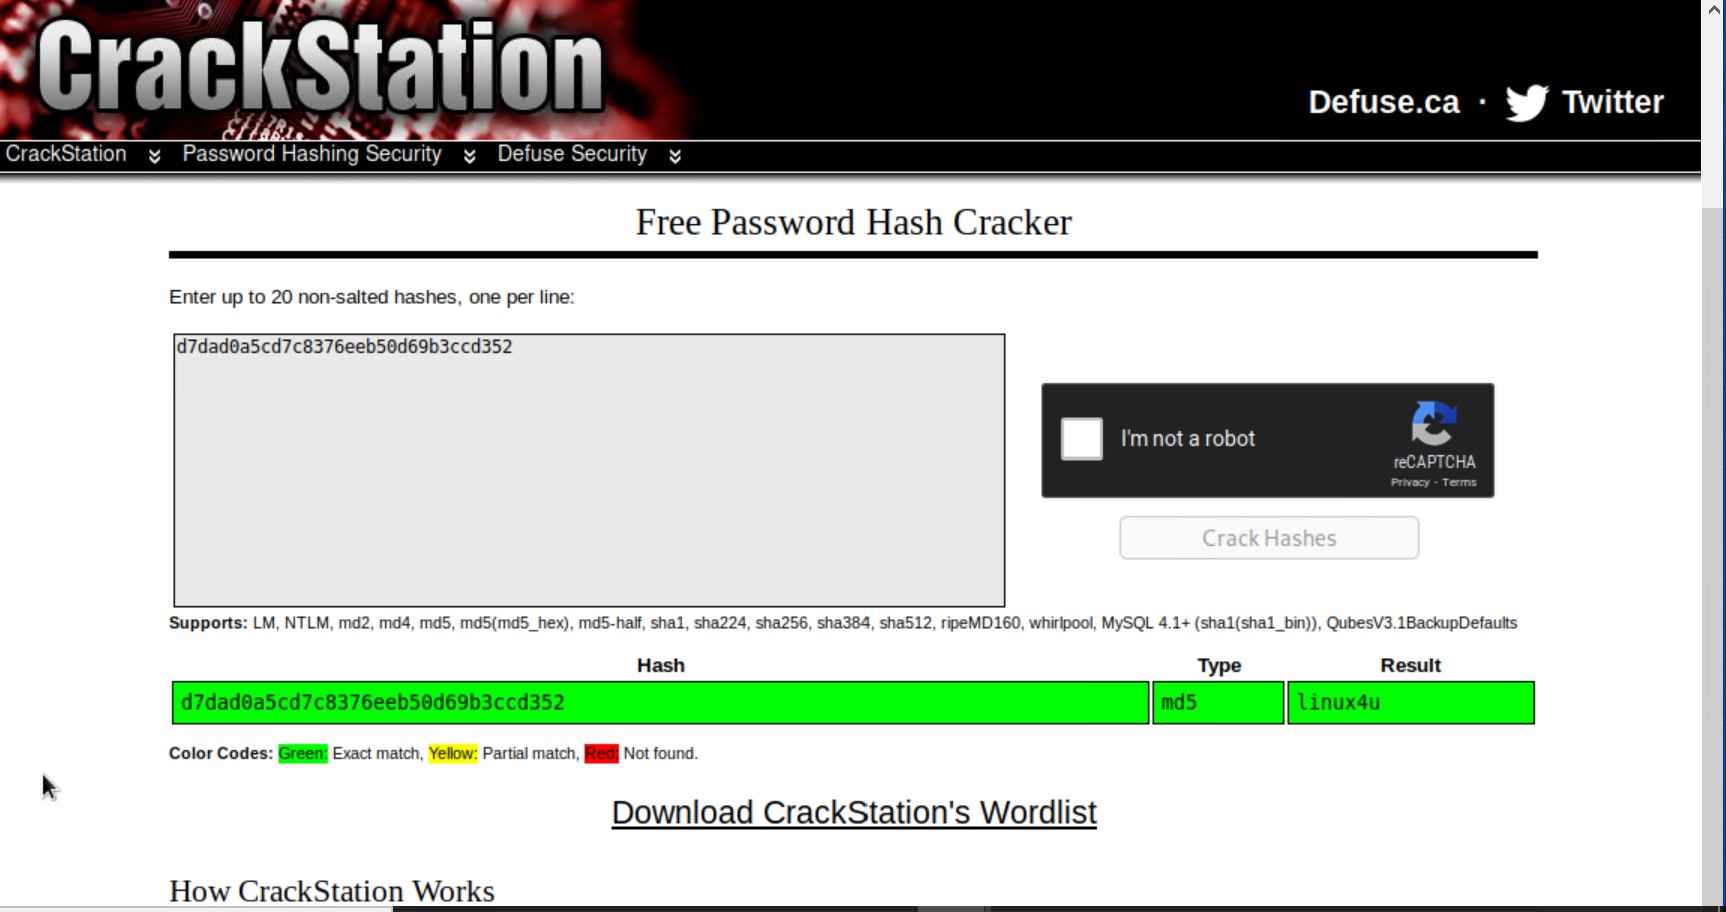 CrackStation
Defuse.ca · Twitter
CrackStation Password Hashing Security Defuse Security
Free Password Hash Cracker
Enter up to 20 non-salted hashes, one per line:
d7dad0a5cd7c8376eeb50d69b3ccd352
I'm not a robot
reCAPTCHA
Privacy - Terms
Crack Hashes
Supports: LM, NTLM, md2, md4, md5, md5(md5_hex), md5-half, sha1, sha224, sha256, sha384, sha512, ripeMD160, whirlpool, MySQL 4.1+ (sha1(sha1_bin)), QubesV3.1BackupDefaults
Hash Type Result
d7dad0a5cd7c8376eeb50d69b3ccd352 md5 linux4u
Color Codes: Green: Exact match, Yellow: Partial match, Red: Not found.
Download CrackStation's Wordlist
How CrackStation Works